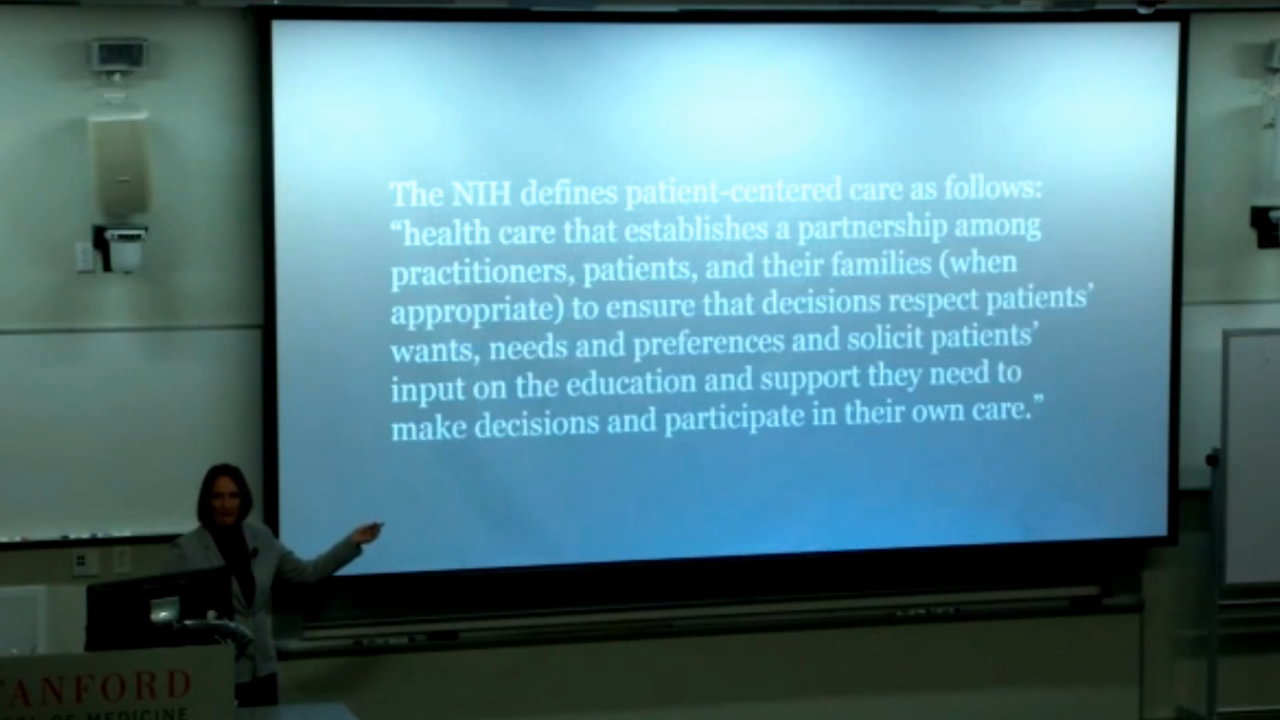 The NIH defines patient-centered care as follows:
“health care that establishes a partnership among
practitioners, patients, and their families (when
appropriate) to ensure that decisions respect patients’
wants, needs and preferences and solicit patients’
input on the education and support they need to
make decisions and participate in their own care.”
ANFORD
OF MEDICINE